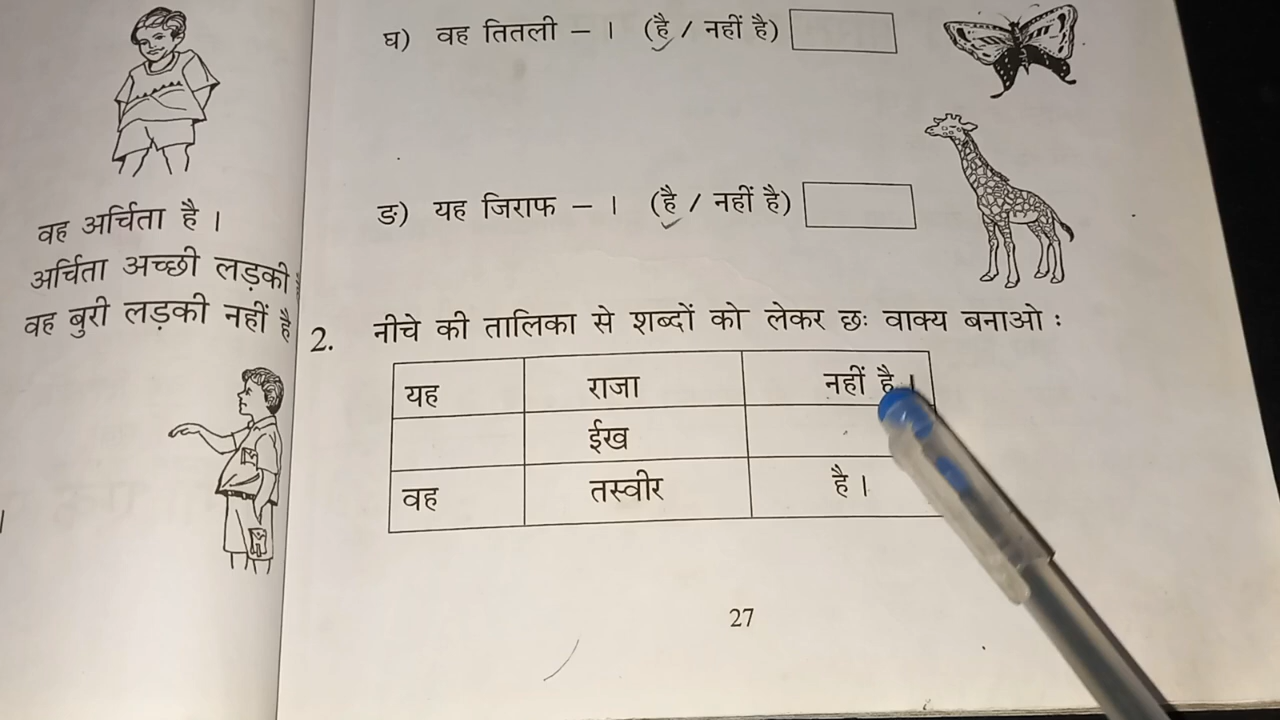 वह अर्चिता है ।
अर्चिता अच्छी लड़की
वह बुरी लड़की नहीं है
घ) वह तितली – । (है / नहीं है)
ङ) यह जिराफ – । (है / नहीं है)
2. नीचे की तालिका से शब्दों को लेकर छः वाक्य बनाओ :
यह राजा नहीं है ।
ईख
वह तस्वीर है ।
27